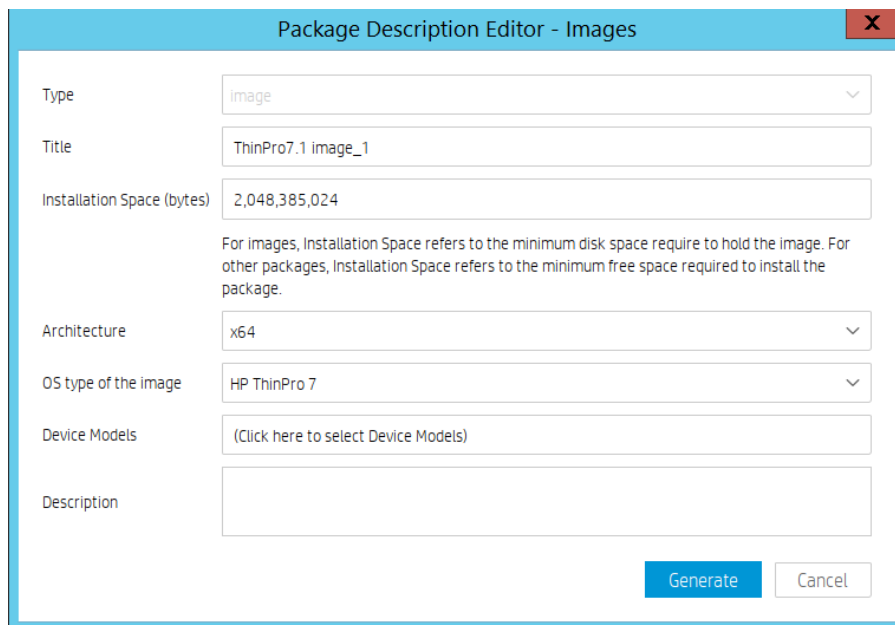 Package Description Editor - Images
X
Type
image
Title
ThinPro7.1 image_1
Installation Space (bytes)
2,048,385,024
For images, Installation Space refers to the minimum disk space require to hold the image. For
other packages, Installation Space refers to the minimum free space required to install the
package.
Architecture
x64
OS type of the image
HP ThinPro 7
Device Models
(Click here to select Device Models)
Description
Generate
Cancel